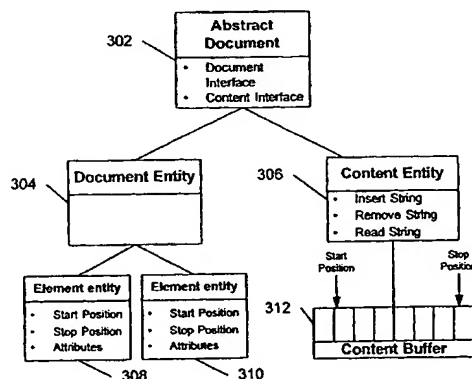 302
Abstract
Document
• Document
Interface
• Content Interface
304
Document Entity
306
Content Entity
• Insert String
• Remove String
• Read String
Start
Position
Stop
Position
Element entity
• Start Position
• Stop Position
• Attributes
308
Element entity
• Start Position
• Stop Position
• Attributes
310
312
Content Buffer